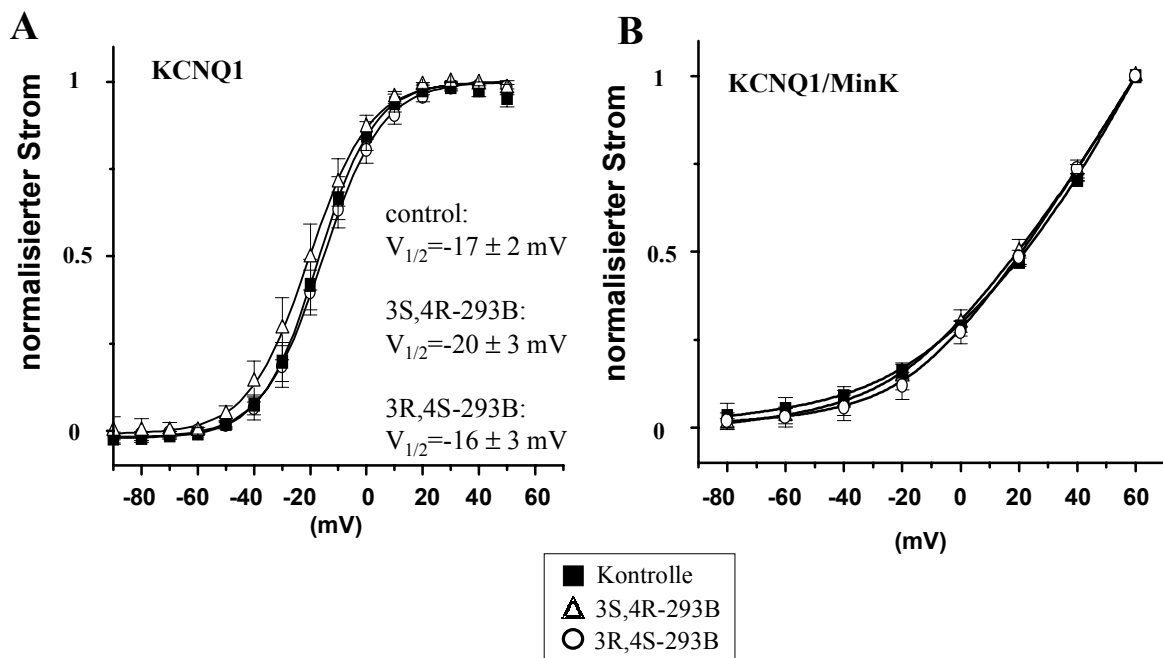 A
KCNQ1
normalisierter Strom
1
0.5
0
control:
V1/2=-17 ± 2 mV
3S,4R-293B:
V1/2=-20 ± 3 mV
3R,4S-293B:
V1/2=-16 ± 3 mV
-80 -60 -40 -20 0 20 40 60
(mV)
B
KCNQ1/MinK
normalisierter Strom
1
0.5
0
-80 -60 -40 -20 0 20 40 60
(mV)
Kontrolle
3S,4R-293B
3R,4S-293B